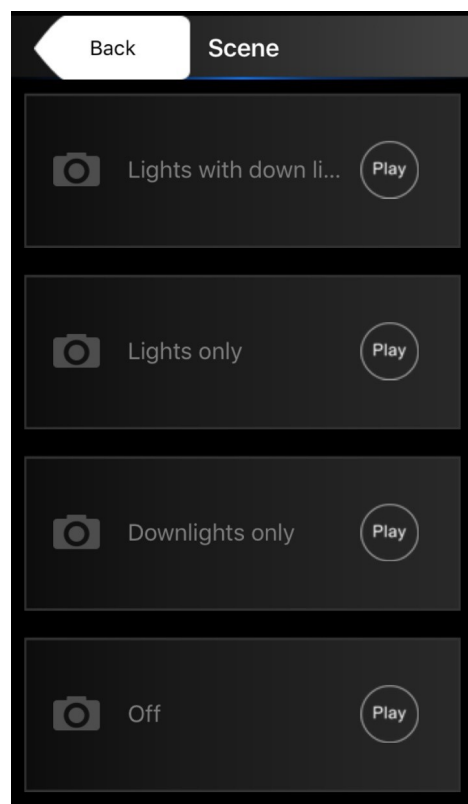 Back
Scene
Lights with down li...
Play
Lights only
Play
Downlights only
Play
Off
Play